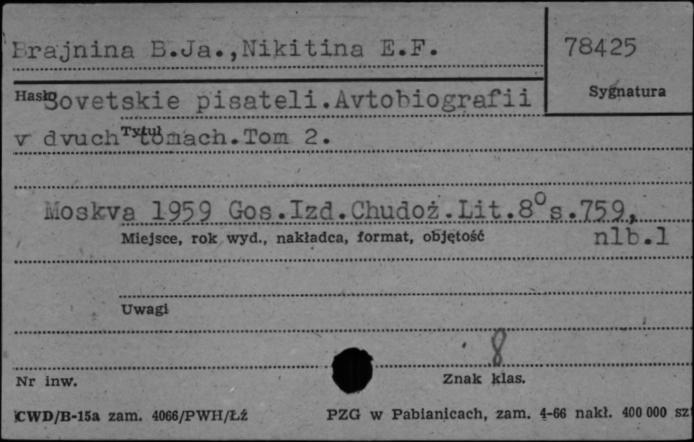 Brajnina B.Ja.,Nikitina E.F.
78425
Hasło
Sygnatura
Sovetskie pisateli.Avtobiografii
Tytuł
v dvuch tomach.Tom 2.
Moskva 1959 Gos.Izd.Chudoż.Lit.8° s.759,
Miejsce, rok wyd., nakładca, format, objętość
nlb.1
Uwagi
8
Nr inw.
Znak klas.
CWD/B-15a zam. 4066/PWH/Łź
PZG w Pabianicach, zam. 4-66 nakł. 400 000 szt